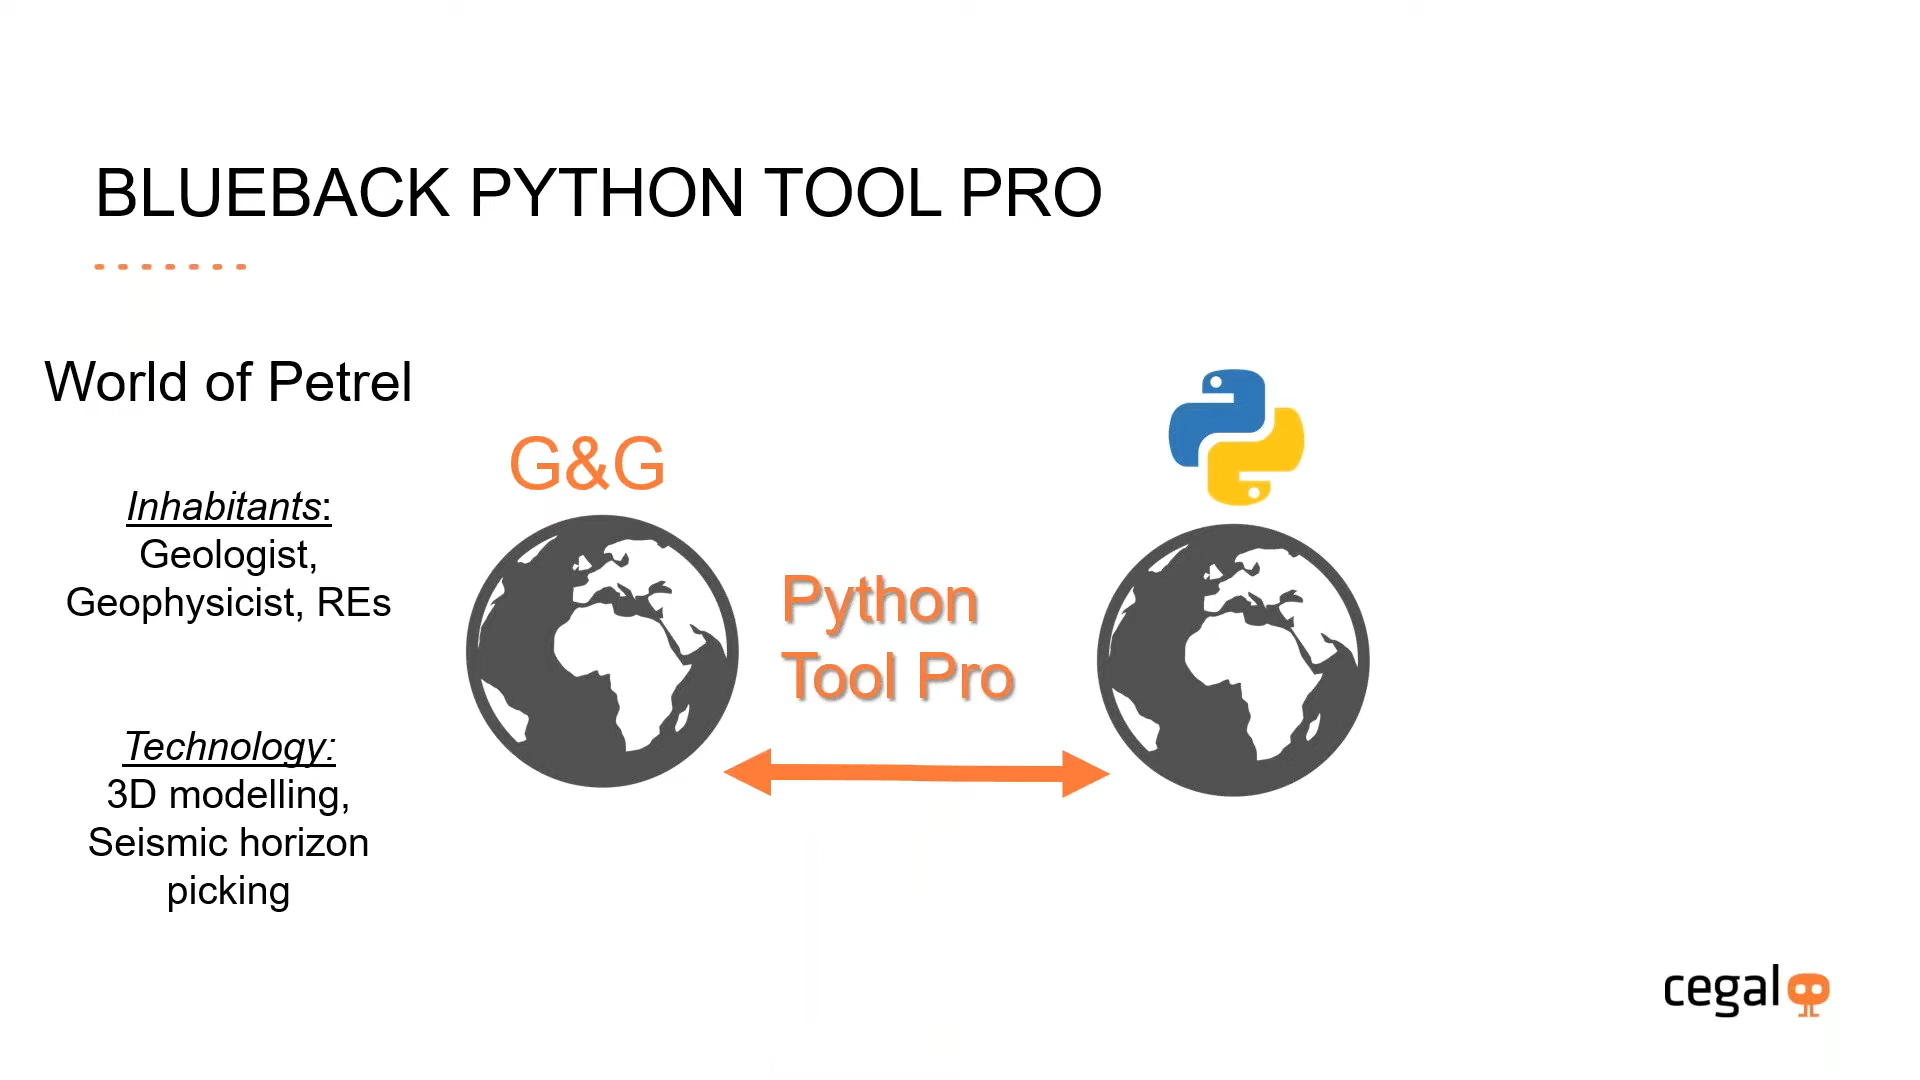 BLUEBACK PYTHON TOOL PRO
World of Petrel
Inhabitants:
Geologist,
Geophysicist, REs
Technology:
3D modelling,
Seismic horizon
picking
G&G
Python
Tool Pro
cegal